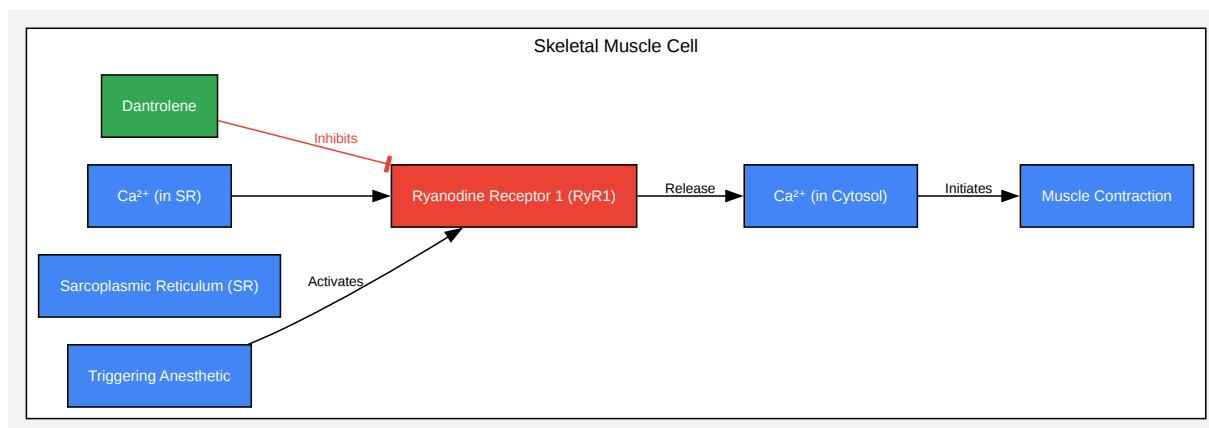 Skeletal Muscle Cell
Dantrolene
Inhibits
Ca²⁺ (in SR)
Ryanodine Receptor 1 (RyR1)
Release
Ca²⁺ (in Cytosol)
Initiates
Muscle Contraction
Sarcoplasmic Reticulum (SR)
Activates
Triggering Anesthetic